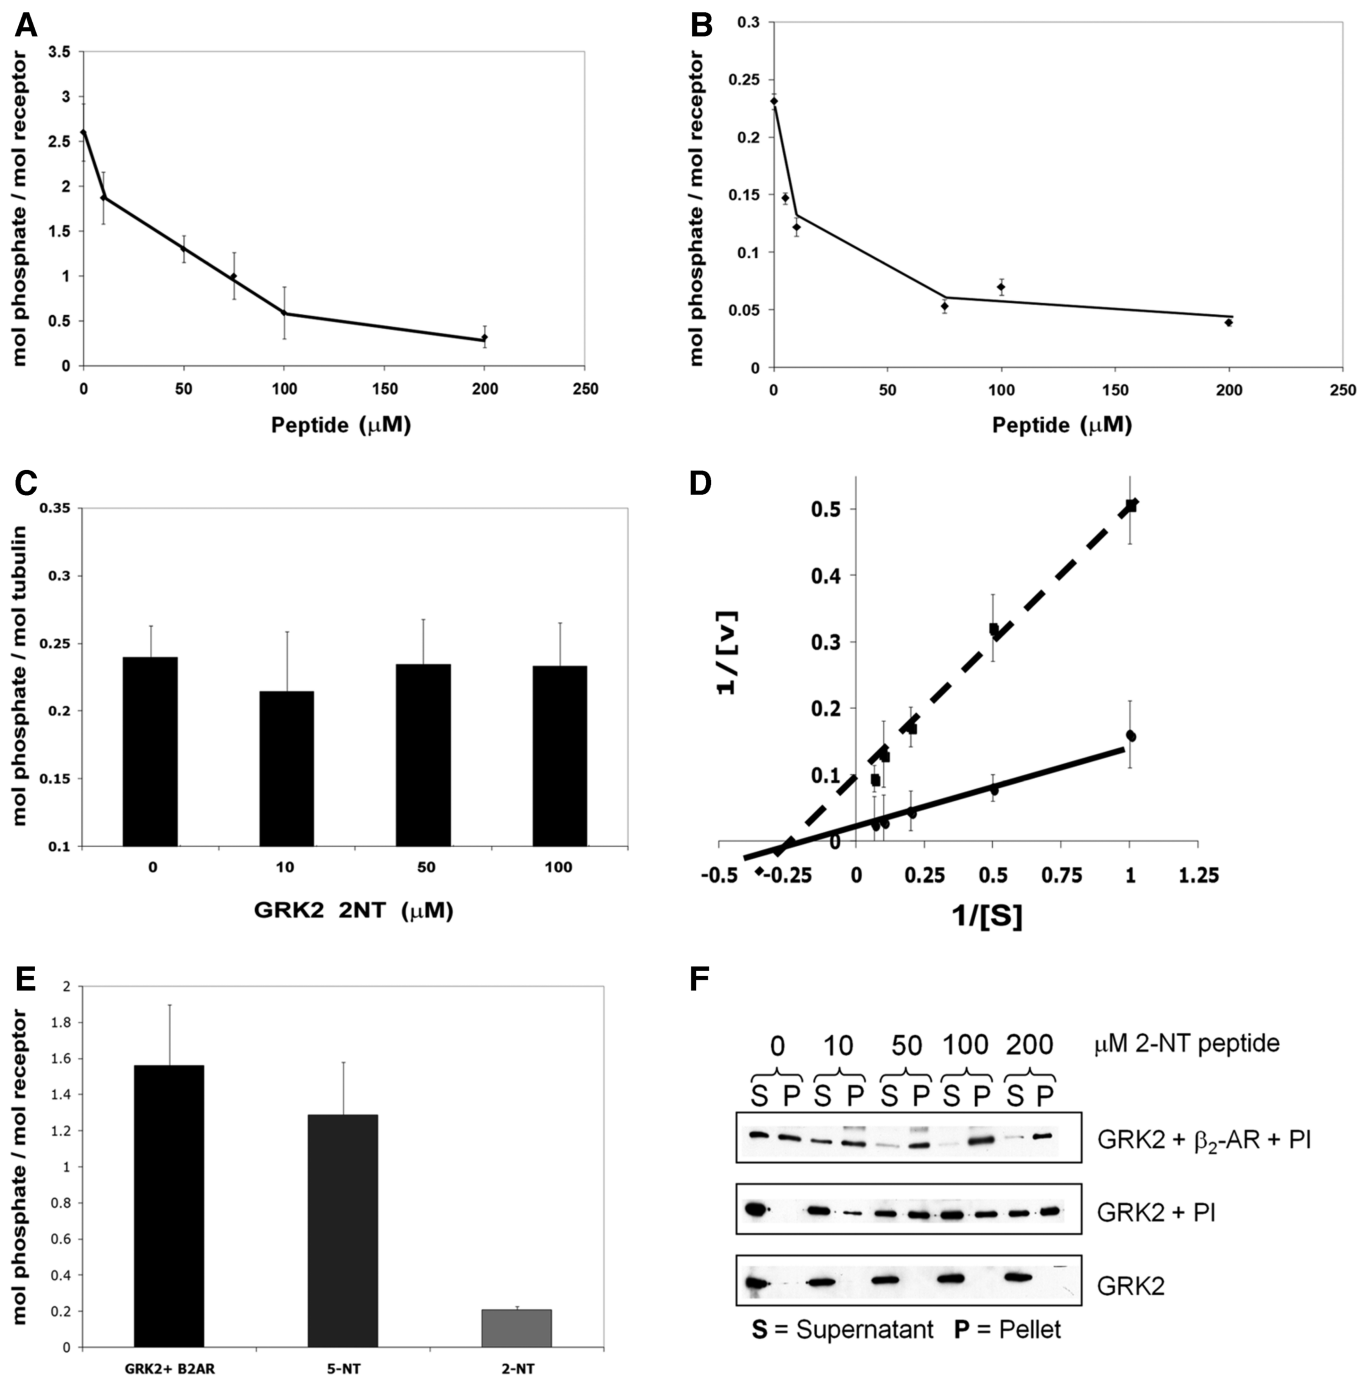 A
mol phosphate / mol receptor
3.5
3
2.5
2
1.5
1
0.5
0
0 50 100 150 200 250
Peptide (μM)
B
mol phosphate / mol receptor
0.3
0.25
0.2
0.15
0.1
0.05
0
0 50 100 150 200 250
Peptide (μM)
C
mol phosphate / mol tubulin
0.35
0.3
0.25
0.2
0.15
0.1
0 10 50 100
GRK2 2NT (μM)
D
1/[v]
0.5
0.4
0.3
0.2
0.1
0
-0.5 -0.25 0 0.25 0.5 0.75 1 1.25
1/[S]
E
mol phosphate / mol receptor
2
1.8
1.6
1.4
1.2
1
0.8
0.6
0.4
0.2
0
GRK2+ B2AR 5-NT 2-NT
F
0 10 50 100 200 μM 2-NT peptide
S P S P S P S P S P
GRK2 + β2-AR + PI
GRK2 + PI
GRK2
S = Supernatant P = Pellet